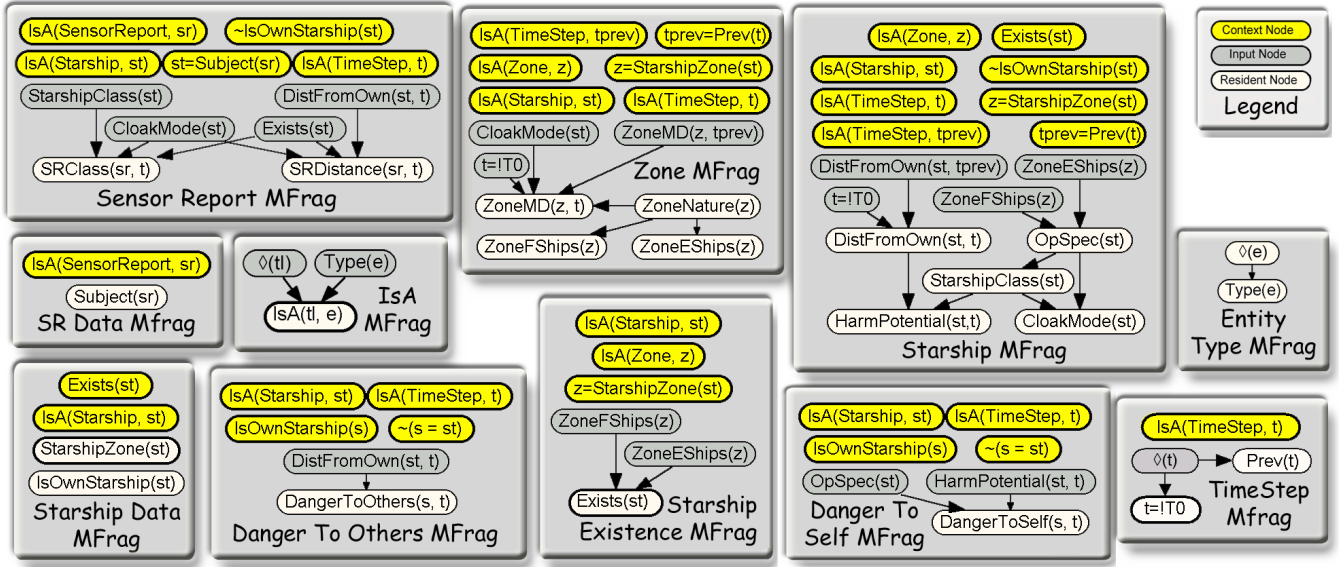 IsA(SensorReport, sr) ~IsOwnStarship(st)
IsA(Starship, st) st=Subject(sr) IsA(TimeStep, t)
StarshipClass(st) DistFromOwn(st, t)
CloakMode(st) Exists(st)
SRClass(sr, t) SRDistance(sr, t)
Sensor Report MFrag
IsA(TimeStep, tprev) tprev=Prev(t)
IsA(Zone, z) z=StarshipZone(st)
IsA(Starship, st) IsA(TimeStep, t)
CloakMode(st) ZoneMD(z, tprev)
t=!T0 Zone MFrag
ZoneMD(z, t) ZoneNature(z)
ZoneFShips(z) ZoneEShips(z)
IsA(Zone, z) Exists(st)
IsA(Starship, st) ~IsOwnStarship(st)
IsA(TimeStep, t) z=StarshipZone(st)
IsA(TimeStep, tprev) tprev=Prev(t)
DistFromOwn(st, tprev) ZoneEShips(z)
t=!T0 ZoneFShips(z)
DistFromOwn(st, t) OpSpec(st)
StarshipClass(st)
HarmPotential(st,t) CloakMode(st)
Starship MFrag
Context Node
Input Node
Resident Node
Legend
IsA(SensorReport, sr)
Subject(sr)
SR Data Mfrag
◊(tl) Type(e)
IsA(tl, e)
IsA
MFrag
◊(e)
Type(e)
Entity
Type MFrag
Exists(st)
IsA(Starship, st)
StarshipZone(st)
IsOwnStarship(st)
Starship Data
MFrag
IsA(Starship, st) IsA(TimeStep, t)
IsOwnStarship(s) ~(s = st)
DistFromOwn(st, t)
DangerToOthers(s, t)
Danger To Others MFrag
IsA(Starship, st)
IsA(Zone, z)
z=StarshipZone(st)
ZoneFShips(z)
ZoneEShips(z)
Exists(st) Starship
Existence MFrag
IsA(Starship, st) IsA(TimeStep, t)
IsOwnStarship(s) ~(s = st)
OpSpec(st) HarmPotential(st, t)
DangerToSelf(s, t)
Danger To
Self MFrag
IsA(TimeStep, t)
◊(t) Prev(t)
t=!T0
TimeStep
Mfrag